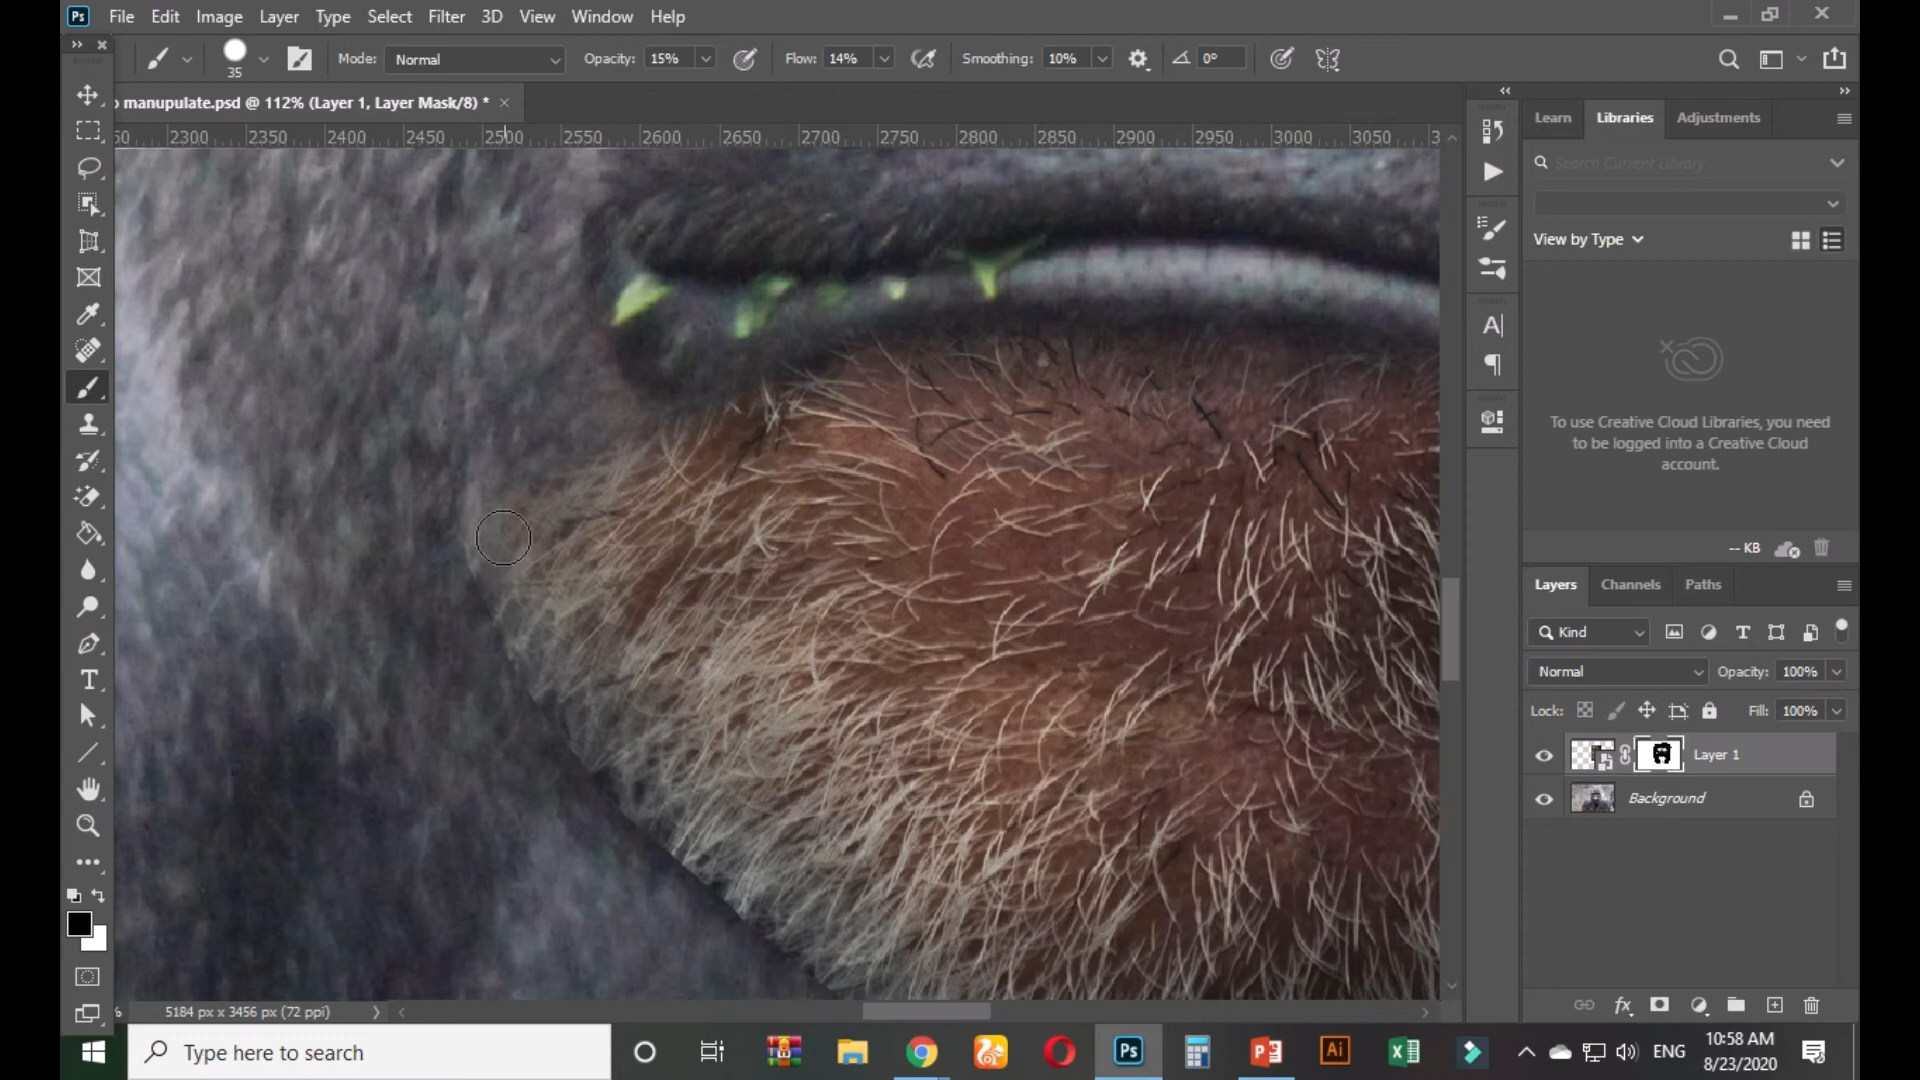 Ps File Edit Image Layer Type Select Filter 3D View Window Help
35 Mode: Normal Opacity: 15% Flow: 14% Smoothing: 10% 0°
manupulate.psd @ 112% (Layer 1, Layer Mask/8) * ×
2300 2350 2400 2450 2500 2550 2600 2650 2700 2750 2800 2850 2900 2950 3000 3050
Learn Libraries Adjustments
Search Current Library
View by Type
To use Creative Cloud Libraries, you need to be logged into a Creative Cloud account.
-- KB
Layers Channels Paths
Kind
Normal Opacity: 100%
Lock: Fill: 100%
Layer 1
Background
5184 px x 3456 px (72 ppi)
Type here to search
Ps Ai ENG
10:58 AM
8/23/2020